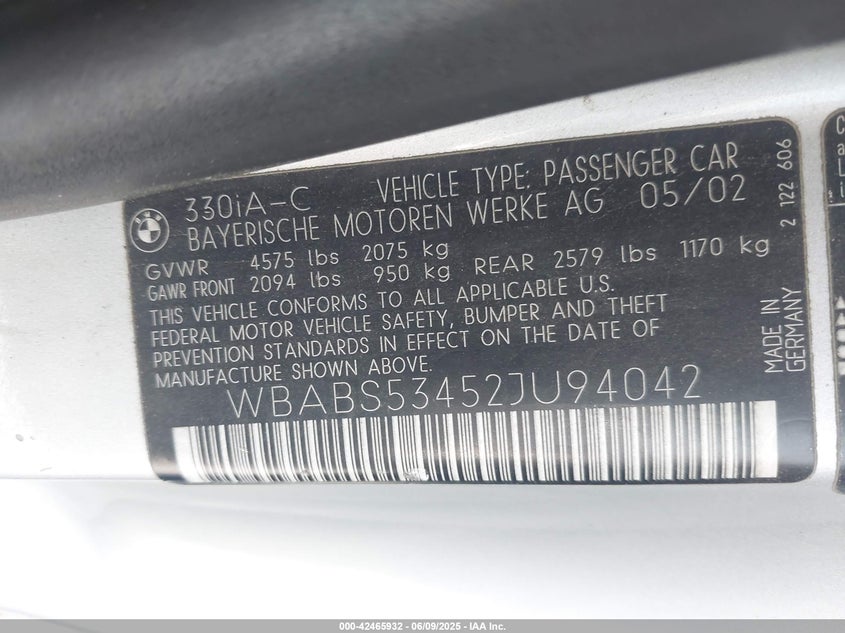 330iA-C VEHICLE TYPE: PASSENGER CAR
BAYERISCHE MOTOREN WERKE AG 05/02
GVWR 4575 lbs 2075 kg
GAWR FRONT 2094 lbs 950 kg REAR 2579 lbs 1170 kg
THIS VEHICLE CONFORMS TO ALL APPLICABLE U.S.
FEDERAL MOTOR VEHICLE SAFETY, BUMPER AND THEFT
PREVENTION STANDARDS IN EFFECT ON THE DATE OF
MANUFACTURE SHOWN ABOVE.
WBABS53452JU94042
2 122 606
MADE IN
GERMANY
BMW
C
a
L
i
000-42465932 / 06/09/2025 - IAA Inc.